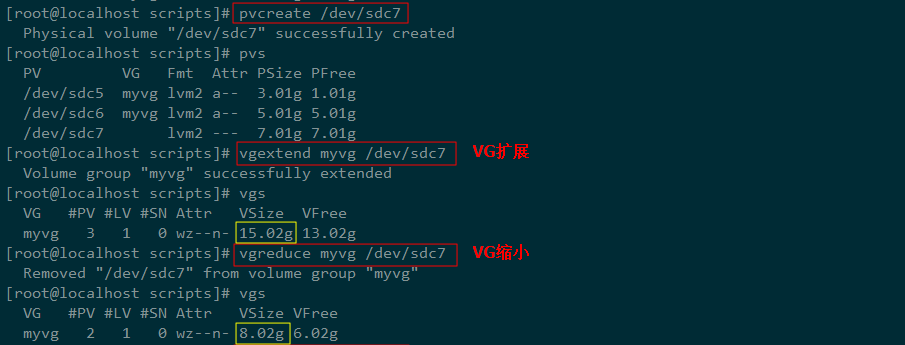 [root@localhost scripts]# pvcreate /dev/sdc7
  Physical volume "/dev/sdc7" successfully created
[root@localhost scripts]# pvs
  PV         VG   Fmt  Attr PSize PFree
  /dev/sdc5  myvg lvm2 a--  3.01g 1.01g
  /dev/sdc6  myvg lvm2 a--  5.01g 5.01g
  /dev/sdc7       lvm2 ---  7.01g 7.01g
[root@localhost scripts]# vgextend myvg /dev/sdc7 VG扩展
  Volume group "myvg" successfully extended
[root@localhost scripts]# vgs
  VG   #PV #LV #SN Attr   VSize  VFree
  myvg   3   1   0 wz--n- 15.02g 13.02g
[root@localhost scripts]# vgreduce myvg /dev/sdc7 VG缩小
  Removed "/dev/sdc7" from volume group "myvg"
[root@localhost scripts]# vgs
  VG   #PV #LV #SN Attr   VSize VFree
  myvg   2   1   0 wz--n- 8.02g 6.02g